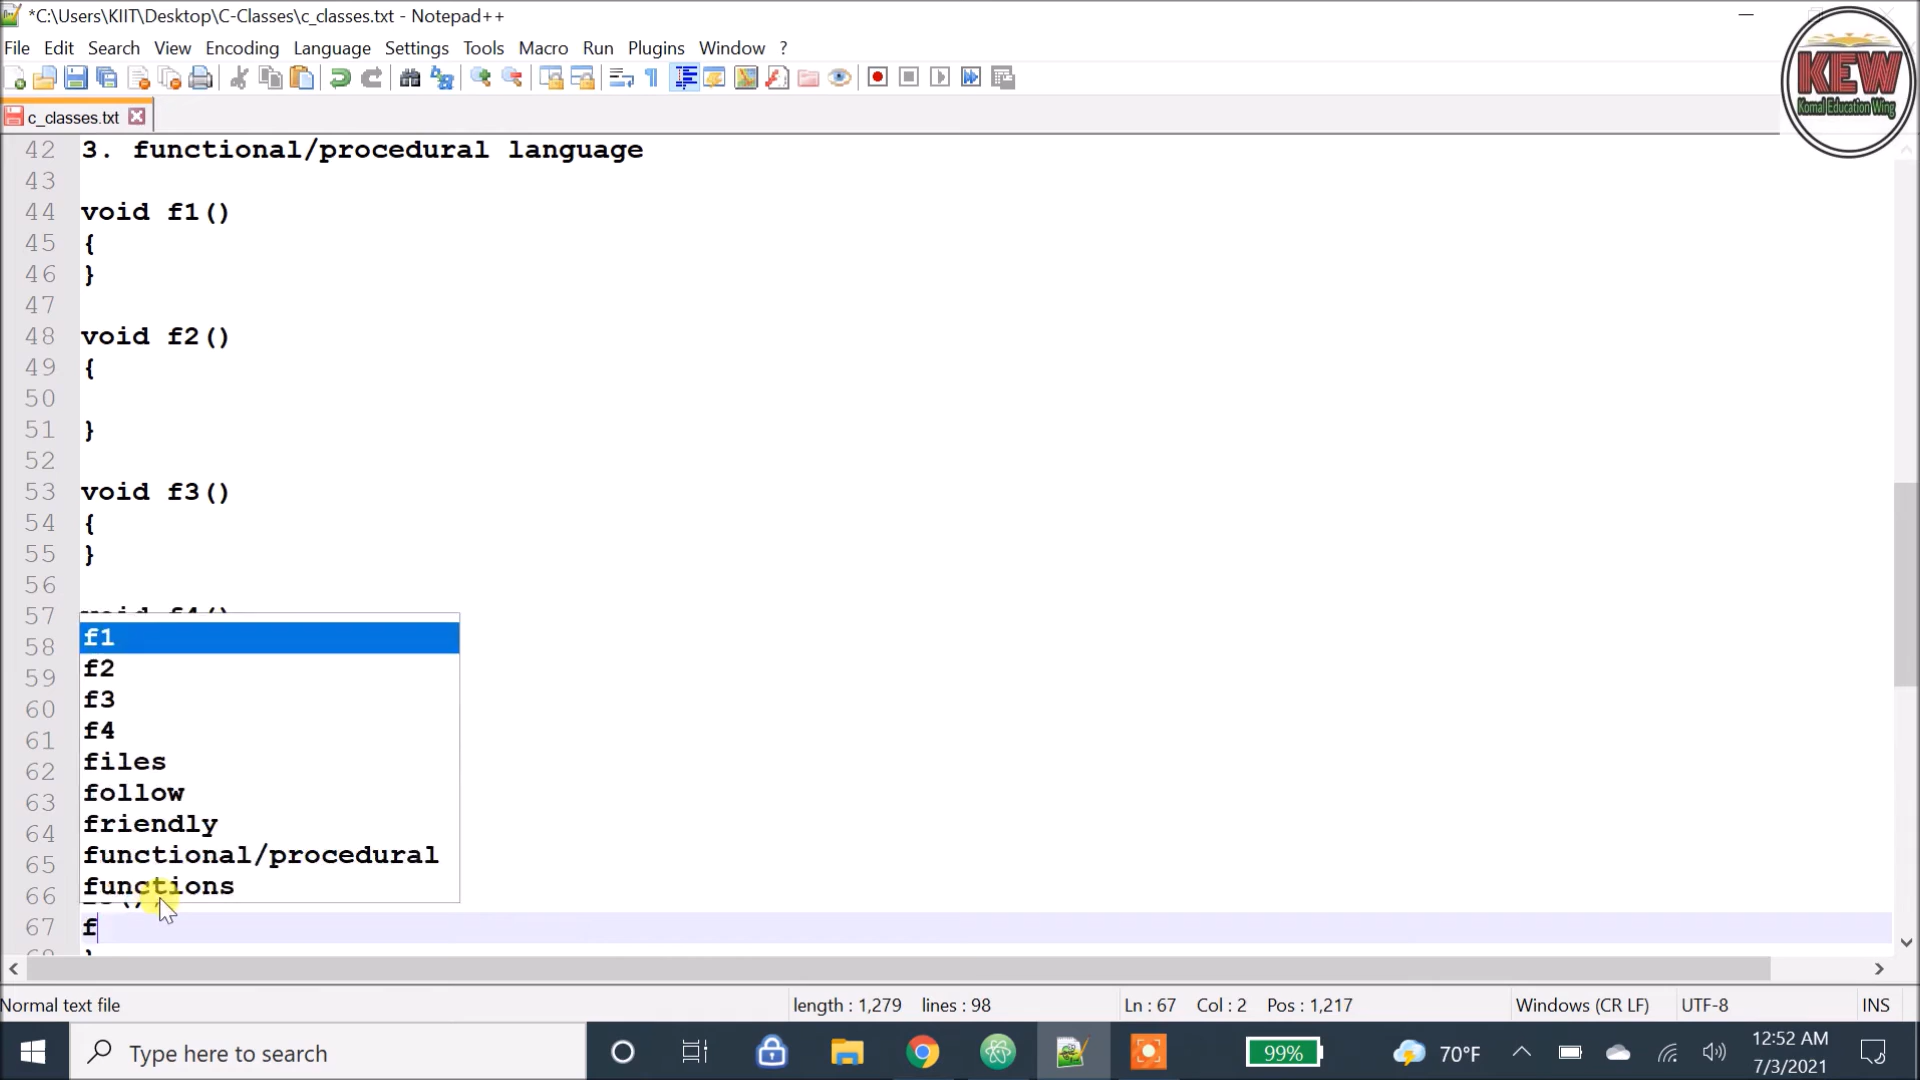 *C:\Users\KIIT\Desktop\C-Classes\c_classes.txt - Notepad++
File Edit Search View Encoding Language Settings Tools Macro Run Plugins Window ?
KEW
Komal Education Wing
c_classes.txt
42 3. functional/procedural language
43
44 void f1()
45 {
46 }
47
48 void f2()
49 {
50
51 }
52
53 void f3()
54 {
55 }
56
57 void f4()
58 f1
f2
59
f3
60
f4
61
62 files
63 follow
64 friendly
65 functional/procedural
66 functions
67 f
68 }
Normal text file length : 1,279 lines : 98 Ln : 67 Col : 2 Pos : 1,217 Windows (CR LF) UTF-8 INS
Type here to search 99% 70°F 12:52 AM
7/3/2021